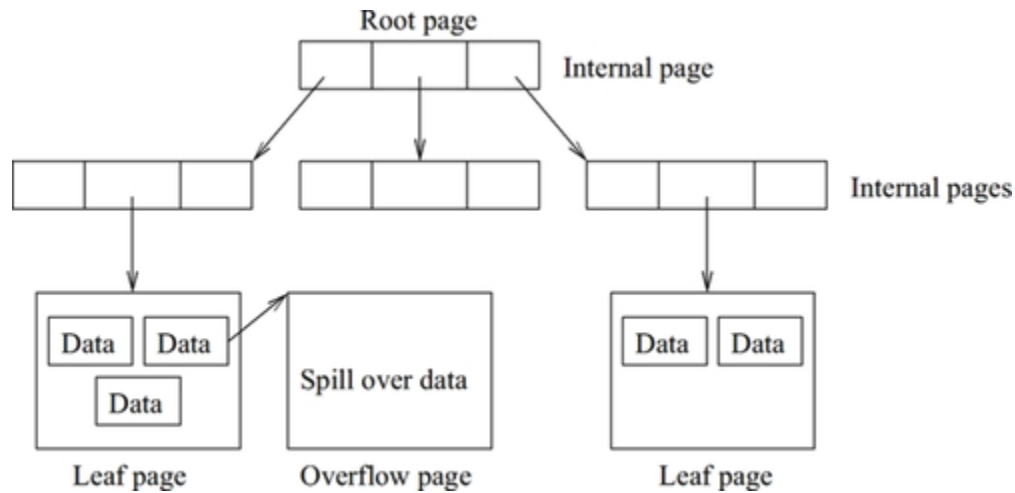 Root page
Internal page
Internal pages
Data
Data
Data
Data
Data
Spill over data
Leaf page
Overflow page
Leaf page